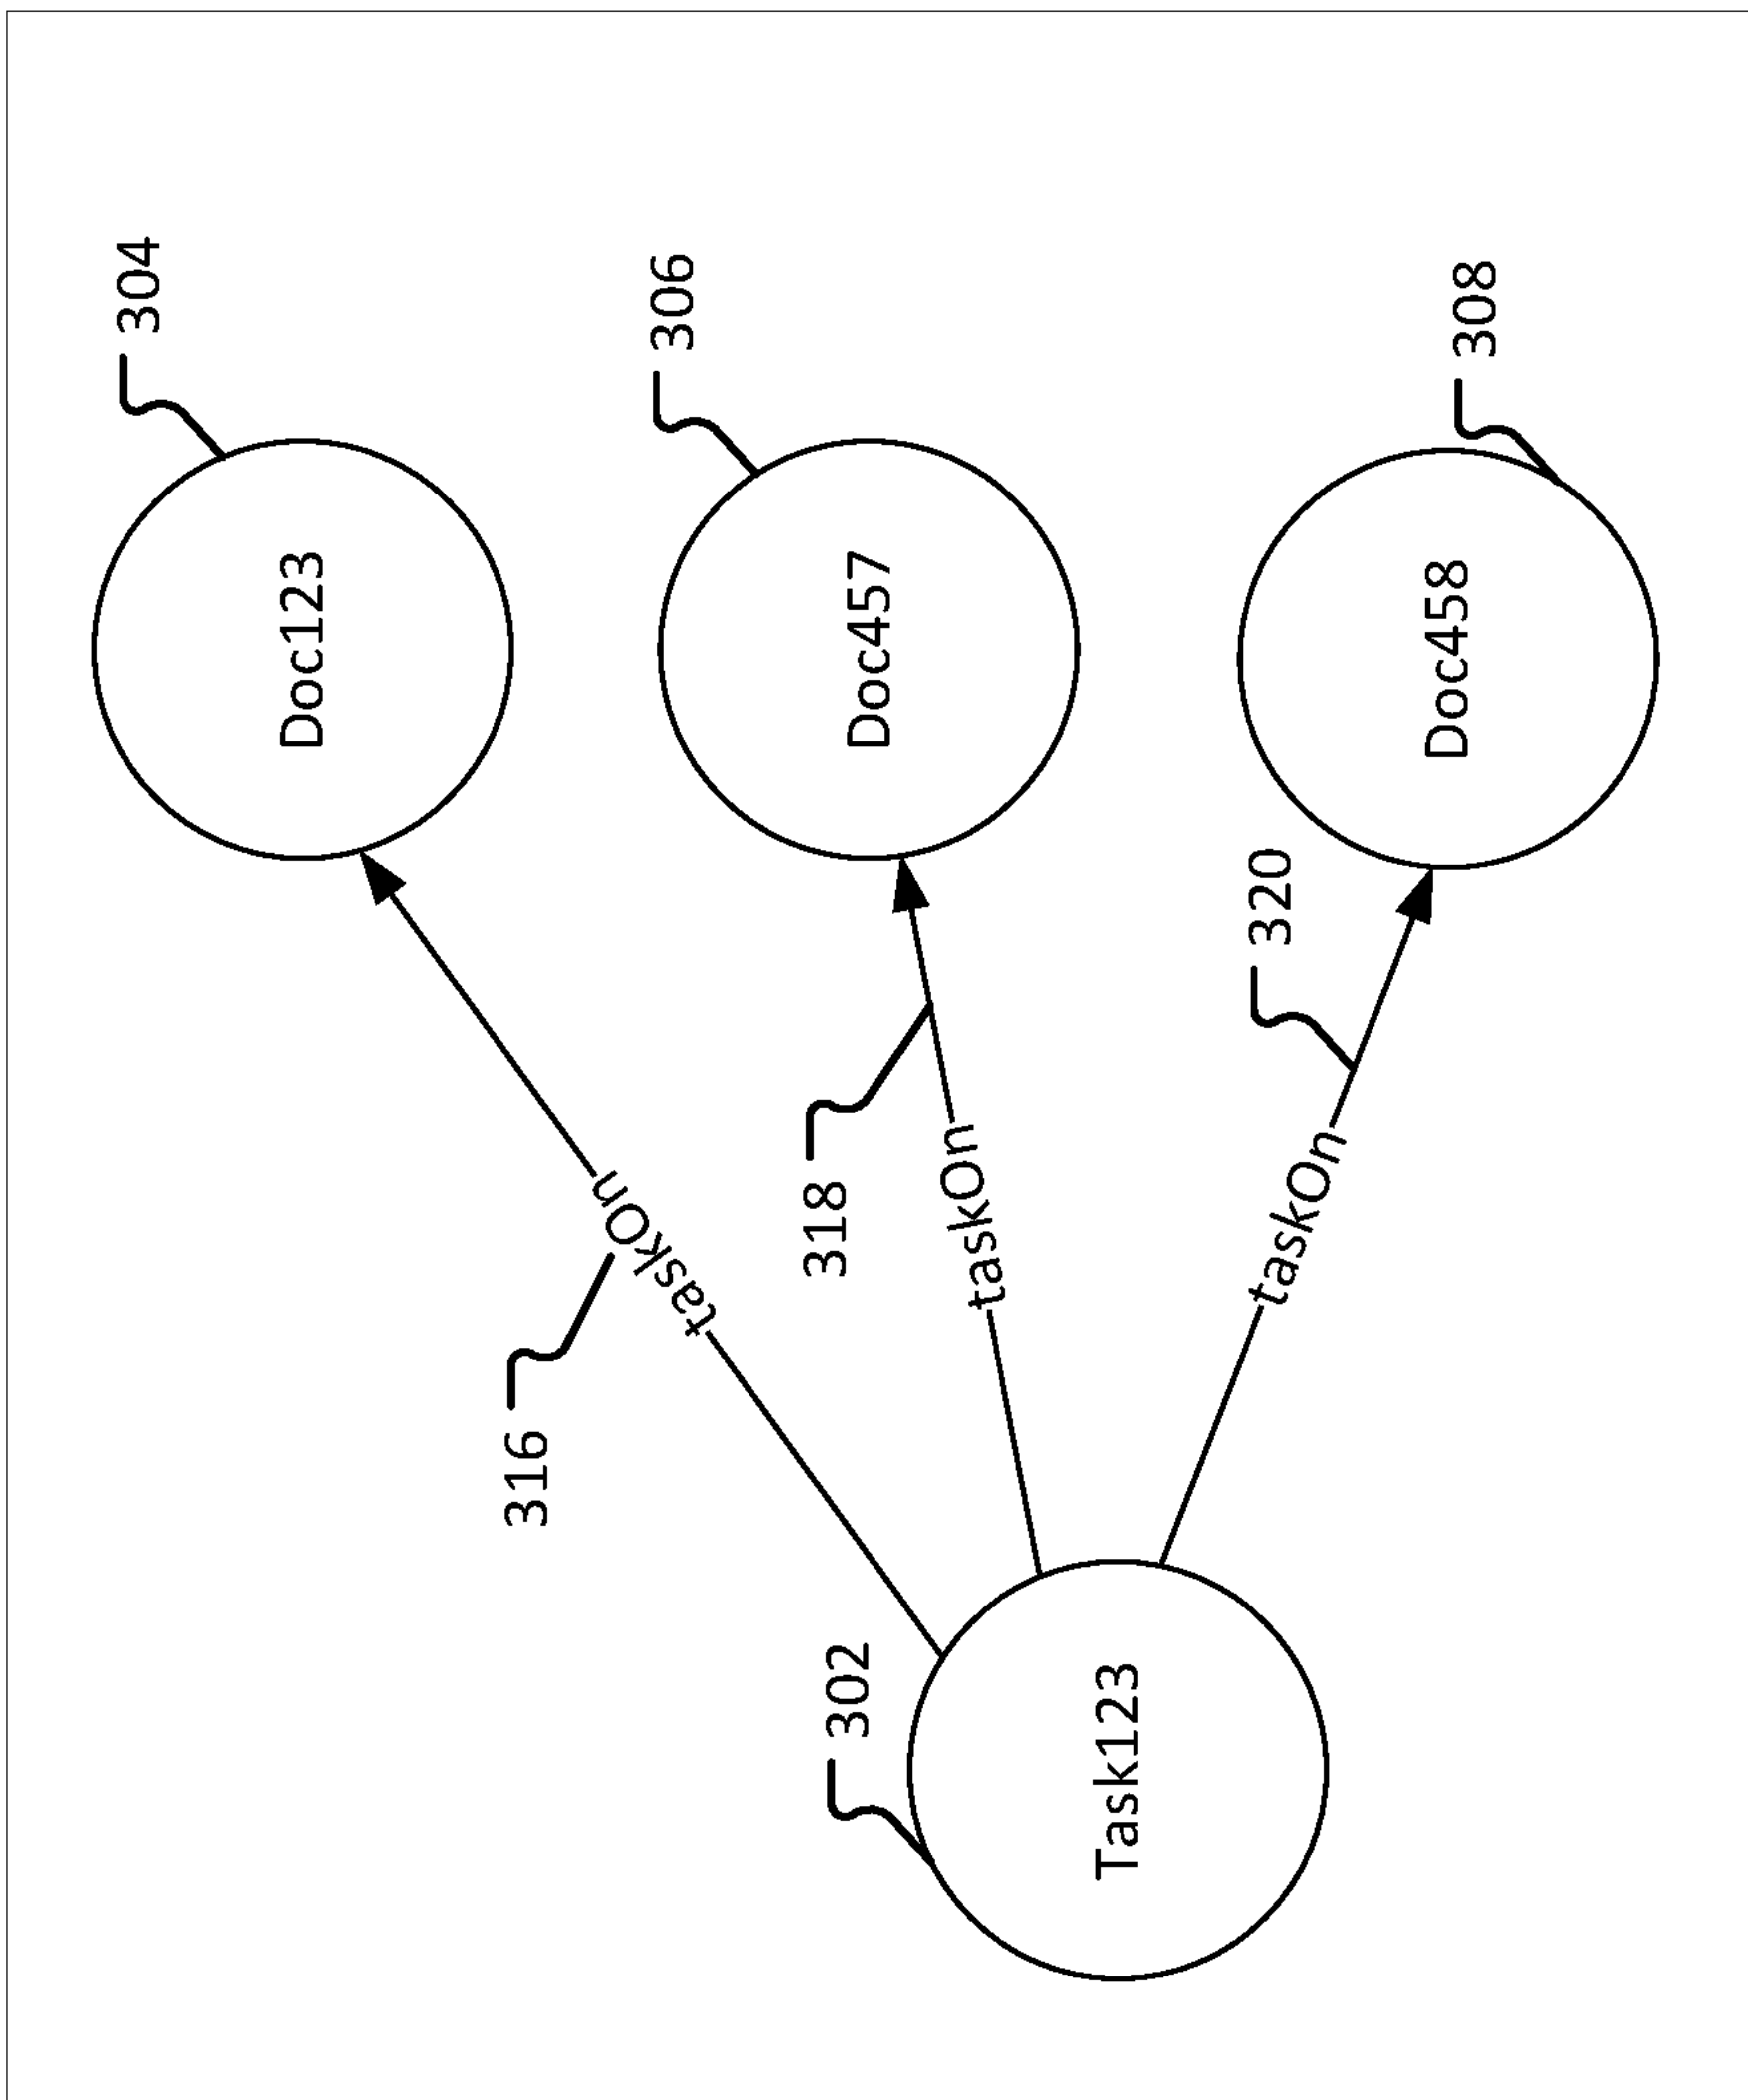 304
Doc123
316
taskOn
306
Doc457
318
taskOn
302
Task123
320
taskOn
308
Doc458